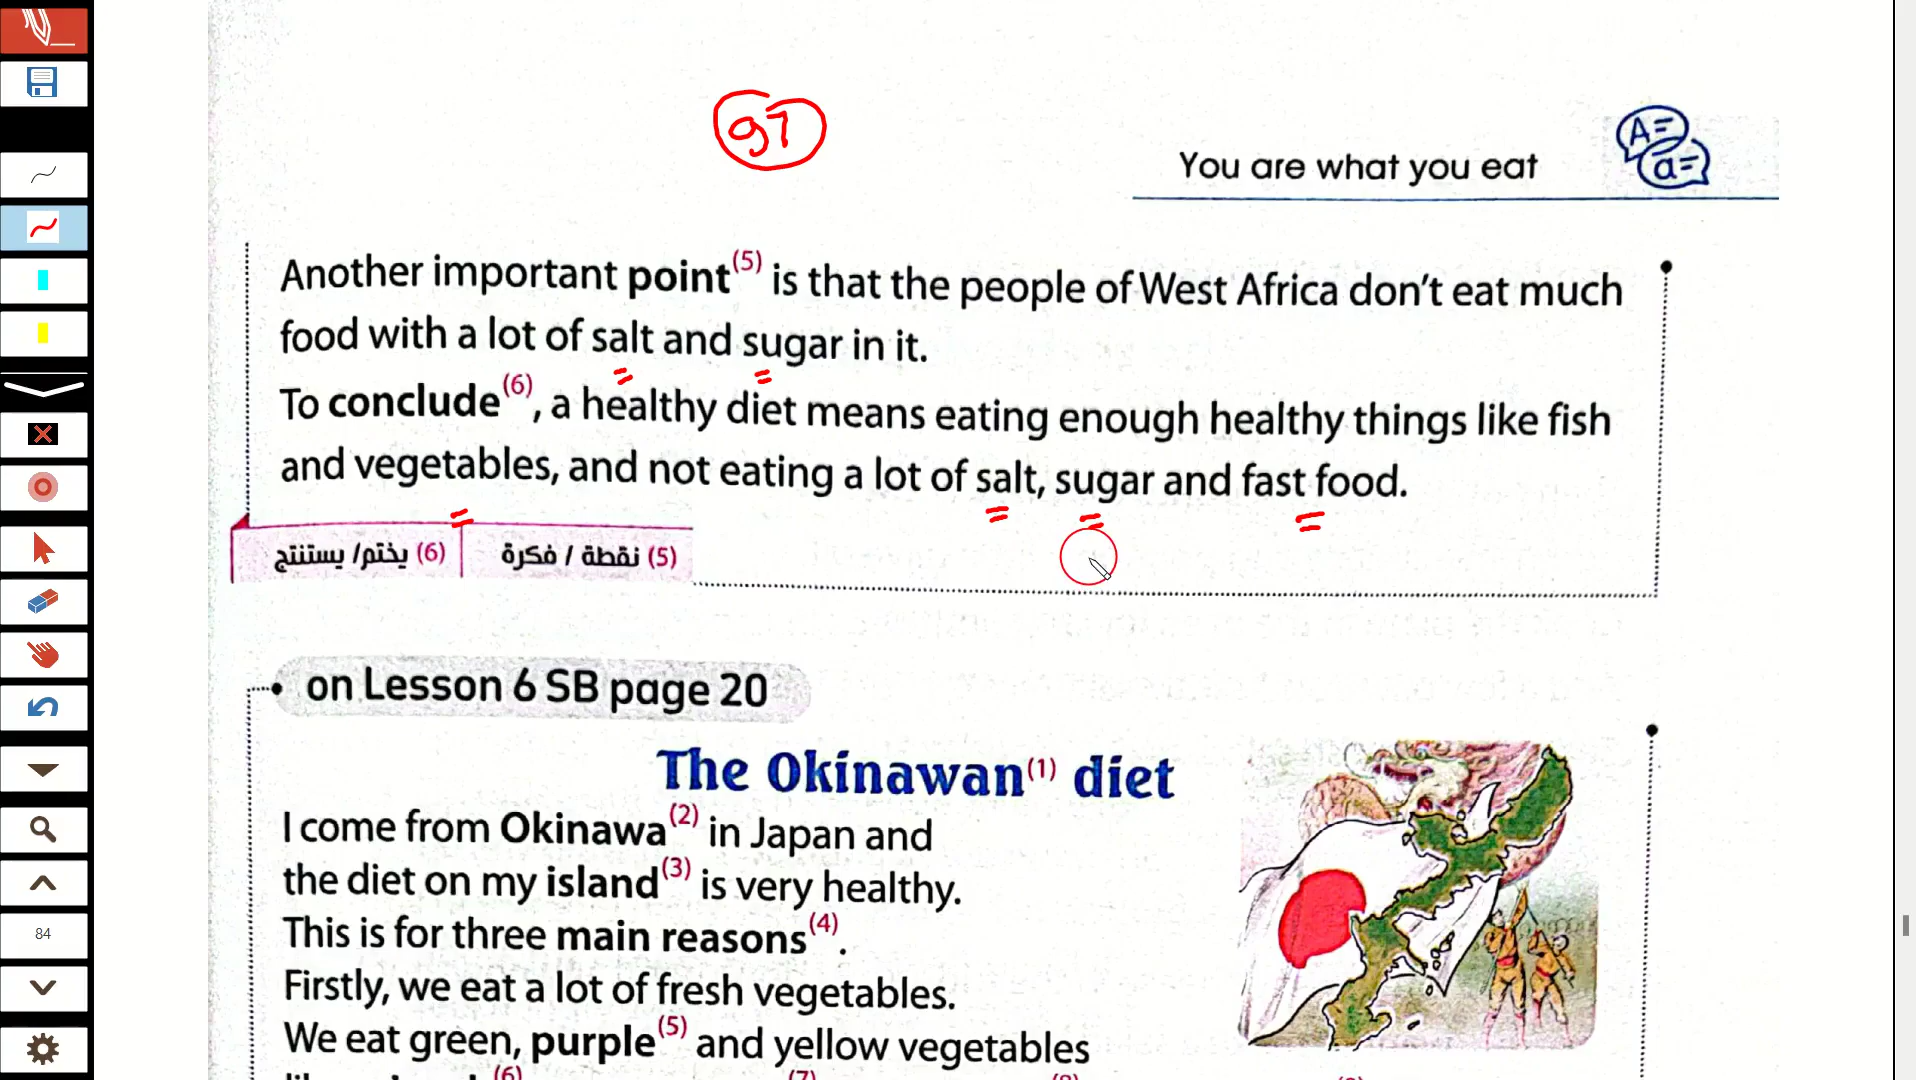 97
You are what you eat
A=
a=
Another important point(5) is that the people of West Africa don't eat much
food with a lot of salt and sugar in it.
To conclude(6), a healthy diet means eating enough healthy things like fish
and vegetables, and not eating a lot of salt, sugar and fast food.
(5) نقطة / فكرة
(6) يختم/ يستنتج
on Lesson 6 SB page 20
The Okinawan(1) diet
I come from Okinawa(2) in Japan and
the diet on my island(3) is very healthy.
This is for three main reasons(4).
Firstly, we eat a lot of fresh vegetables.
We eat green, purple(5) and yellow vegetables
84